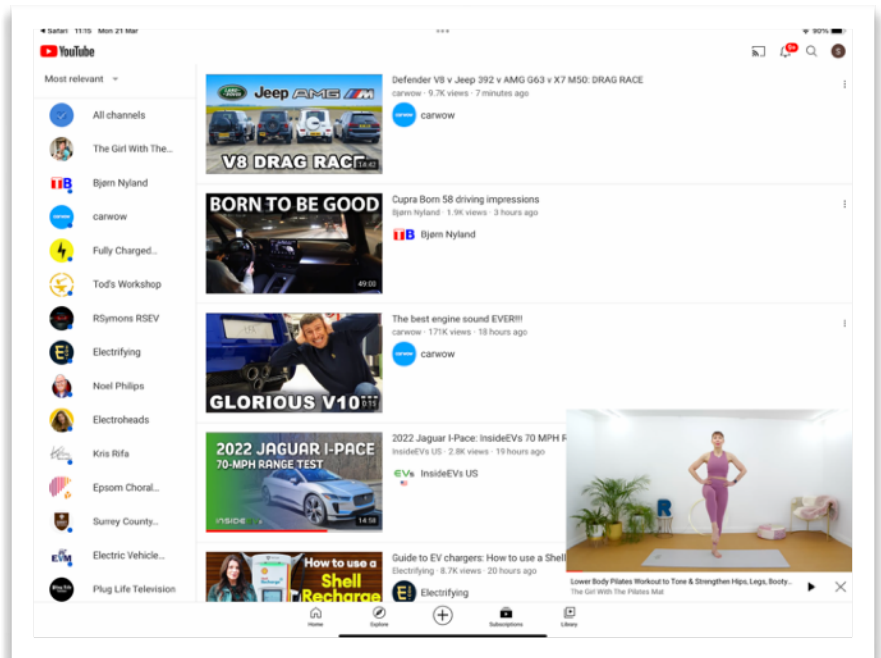 Safari 11:15 Mon 21 Mar
90%
YouTube
9+
S
Most relevant
All channels
The Girl With The...
Bjørn Nyland
carwow
Fully Charged...
Tod's Workshop
RSymons RSEV
Electrifying
Noel Philips
Electroheads
Kris Rifa
Epsom Choral...
Surrey County...
Electric Vehicle...
Plug Life Television
Jeep AMG M
V8 DRAG RAC
14:42
Defender V8 v Jeep 392 v AMG G63 v X7 M50: DRAG RACE
carwow · 9.7K views · 7 minutes ago
carwow
BORN TO BE GOOD
49:00
Cupra Born 58 driving impressions
Bjørn Nyland · 1.9K views · 3 hours ago
TB Bjørn Nyland
GLORIOUS V10
The best engine sound EVER!!!!
carwow · 171K views · 18 hours ago
carwow
2022 JAGUAR I-PACE
70-MPH RANGE TEST
INSIDE
14:58
2022 Jaguar I-Pace: InsideEVs 70 MPH R
InsideEVs US · 2.8K views · 19 hours ago
EVs InsideEVs US
How to use a
Shell
Recharge
Guide to EV chargers: How to use a Shell
Electrifying · 8.7K views · 20 hours ago
Electrifying
R
Lower Body Pilates Workout to Tone & Strengthen Hips, Legs, Booty...
The Girl With The Pilates Mat
Home
Explore
Subscriptions
Library